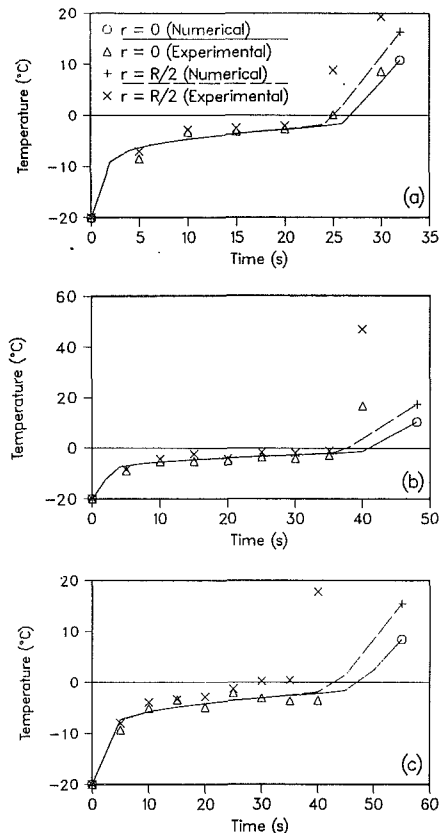 20
10
0
−10
−20
Temperature (°C)
○ r = 0 (Numerical)
△ r = 0 (Experimental)
+ r = R/2 (Numerical)
× r = R/2 (Experimental)
(a)
0 5 10 15 20 25 30 35
Time (s)
60
40
20
0
−20
Temperature (°C)
(b)
0 10 20 30 40 50
Time (s)
20
10
0
−10
−20
Temperature (°C)
(c)
0 10 20 30 40 50 60
Time (s)